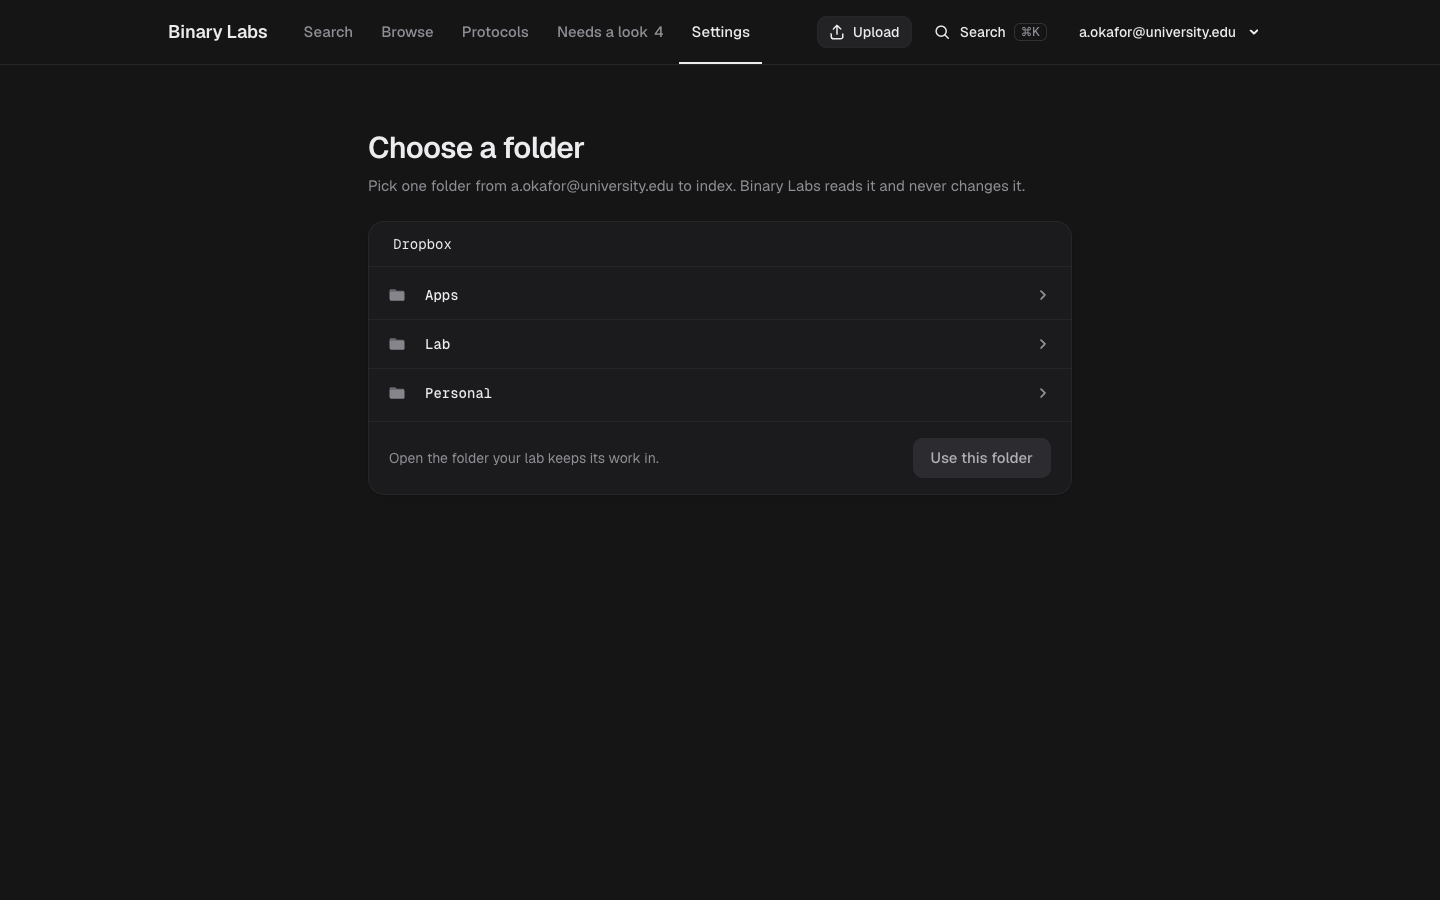 Binary Labs Search Browse Protocols Needs a look 4 Settings Upload Search ⌘K a.okafor@university.edu
Choose a folder
Pick one folder from a.okafor@university.edu to index. Binary Labs reads it and never changes it.
Dropbox
Apps
Lab
Personal
Open the folder your lab keeps its work in. Use this folder